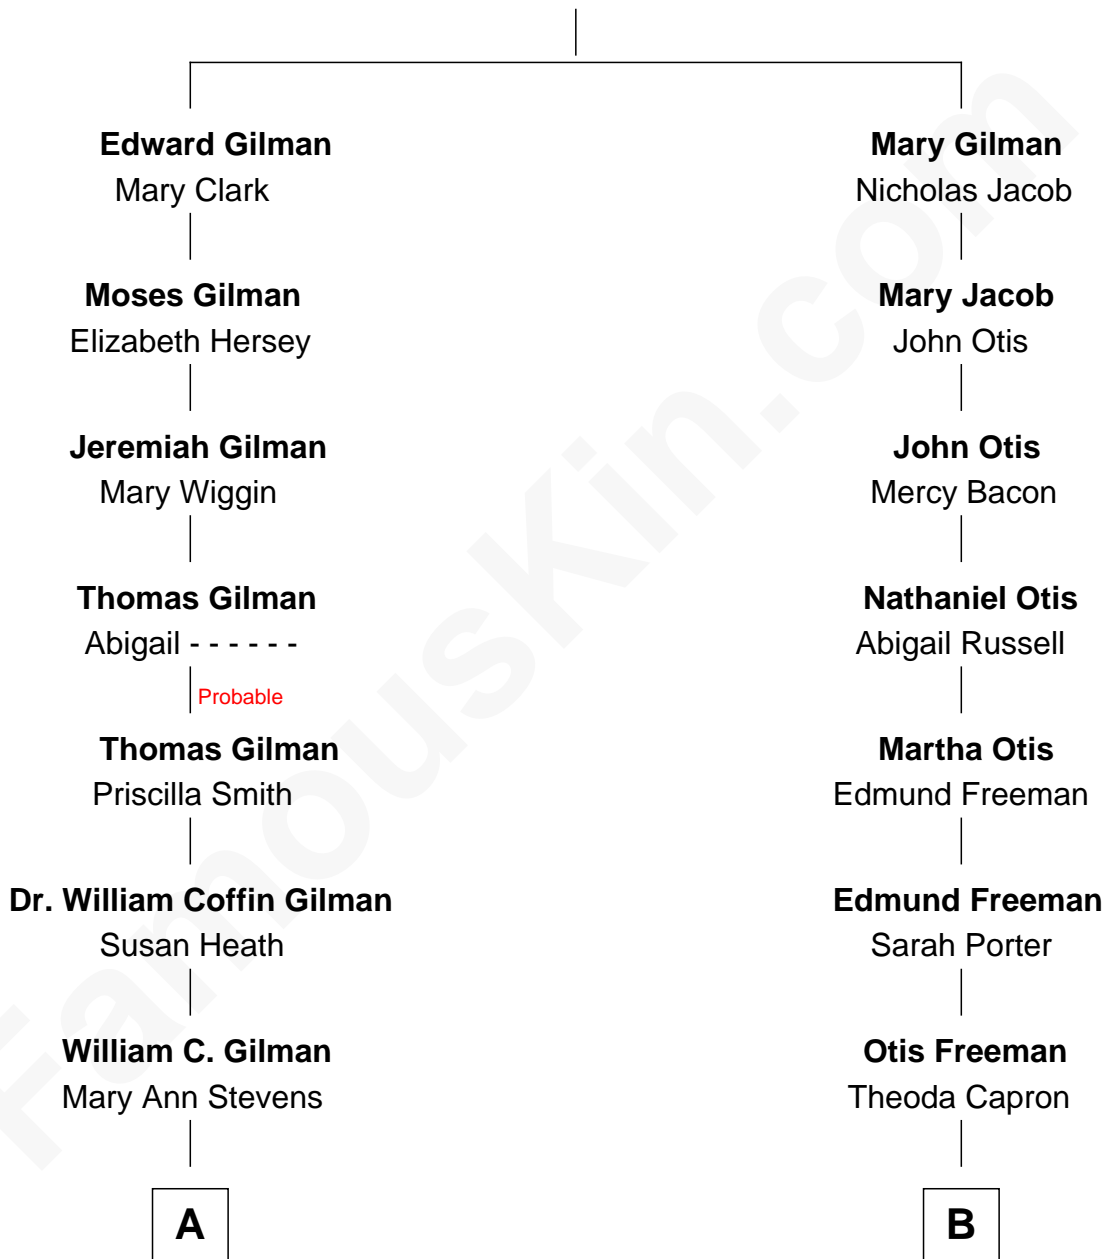 Edward Gilman
Mary Clark
Mary Gilman
Nicholas Jacob
Moses Gilman
Elizabeth Hersey
Mary Jacob
John Otis
Jeremiah Gilman
Mary Wiggin
John Otis
Mercy Bacon
Thomas Gilman
Abigail - - - - - -
Nathaniel Otis
Abigail Russell
Probable
Thomas Gilman
Priscilla Smith
Martha Otis
Edmund Freeman
Dr. William Coffin Gilman
Susan Heath
Edmund Freeman
Sarah Porter
William C. Gilman
Mary Ann Stevens
Otis Freeman
Theoda Capron
A
B
FamousKin.com